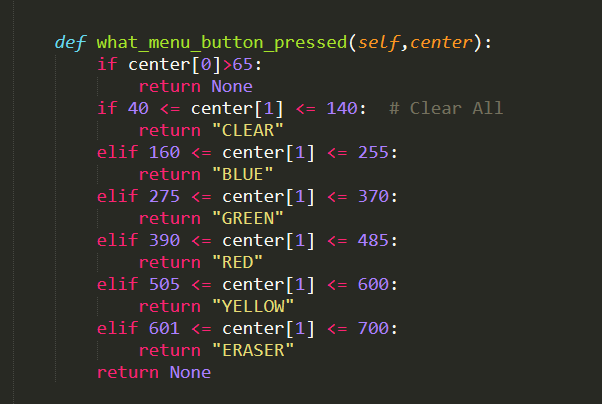 def what_menu_button_pressed(self,center):
    if center[0]>65:
        return None
    if 40 <= center[1] <= 140:  # Clear All
        return "CLEAR"
    elif 160 <= center[1] <= 255:
        return "BLUE"
    elif 275 <= center[1] <= 370:
        return "GREEN"
    elif 390 <= center[1] <= 485:
        return "RED"
    elif 505 <= center[1] <= 600:
        return "YELLOW"
    elif 601 <= center[1] <= 700:
        return "ERASER"
    return None